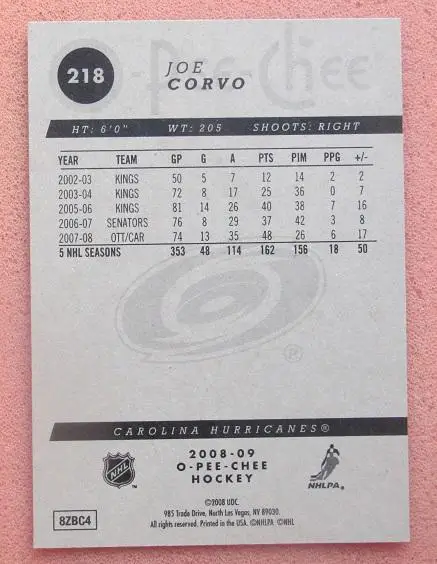 O-Pee-Chee
218
JOE
CORVO
HT: 6'0" WT: 205 SHOOTS: RIGHT
YEAR TEAM GP G A PTS PIM PPG +/-
2002-03 KINGS 50 5 7 12 14 2 2
2003-04 KINGS 72 8 17 25 36 0 7
2005-06 KINGS 81 14 26 40 38 7 16
2006-07 SENATORS 76 8 29 37 42 3 8
2007-08 OTT/CAR 74 13 35 48 26 6 17
5 NHL SEASONS 353 48 114 162 156 18 50
®
CAROLINA HURRICANES®
NHL
™
2008-09
O-PEE-CHEE
HOCKEY
NHLPA®
©2008 UDC.
985 Trade Drive, North Las Vegas, NV 89030.
All rights reserved. Printed in the USA. ©NHLPA ©NHL
8ZBC4